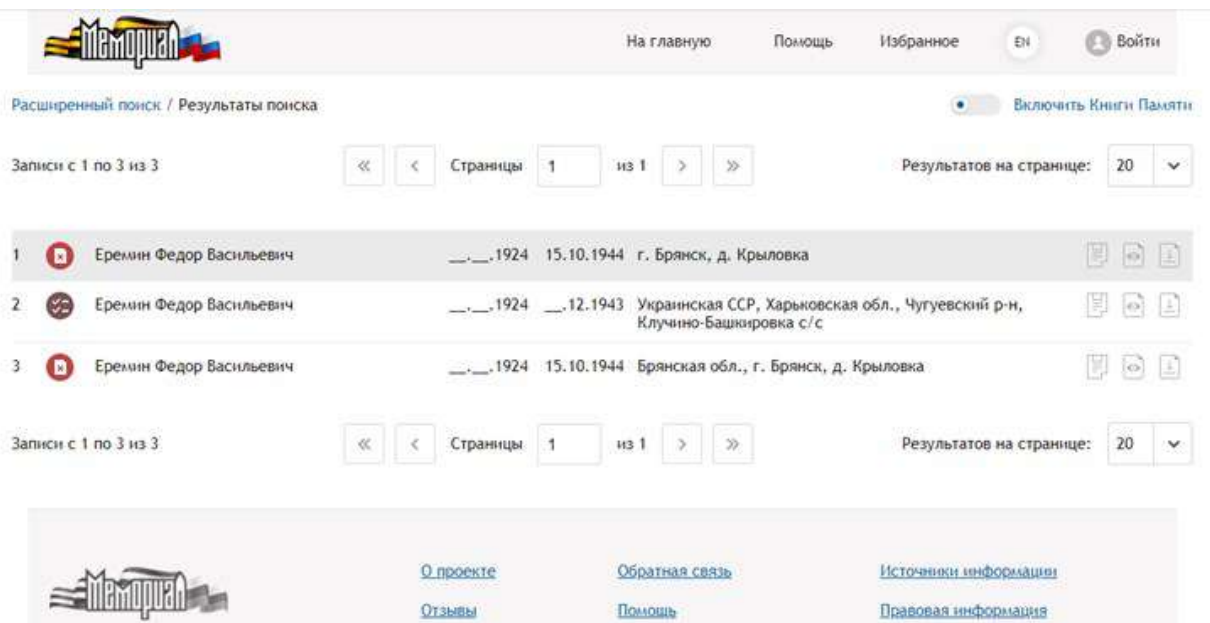 Мемориал
На главную Помощь Избранное EN Войти
Расширенный поиск / Результаты поиска Включить Книги Памяти
Записи с 1 по 3 из 3 « < Страницы 1 из 1 > » Результатов на странице: 20
1 Еремин Федор Васильевич __.__.1924 15.10.1944 г. Брянск, д. Крыловка
2 Еремин Федор Васильевич __.__.1924 __.12.1943 Украинская ССР, Харьковская обл., Чугуевский р-н,
Клучино-Башкировка с/с
3 Еремин Федор Васильевич __.__.1924 15.10.1944 Брянская обл., г. Брянск, д. Крыловка
Записи с 1 по 3 из 3 « < Страницы 1 из 1 > » Результатов на странице: 20
Мемориал
О проекте Обратная связь Источники информации
Отзывы Помощь Правовая информация